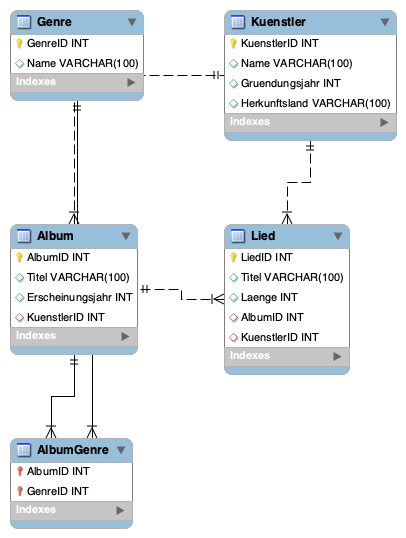 Genre
GenreID INT
Name VARCHAR(100)
Indexes
Kuenstler
KuenstlerID INT
Name VARCHAR(100)
Gruendungsjahr INT
Herkunftsland VARCHAR(100)
Indexes
Album
AlbumID INT
Titel VARCHAR(100)
Erscheinungsjahr INT
KuenstlerID INT
Indexes
Lied
LiedID INT
Titel VARCHAR(100)
Laenge INT
AlbumID INT
KuenstlerID INT
Indexes
AlbumGenre
AlbumID INT
GenreID INT
Indexes